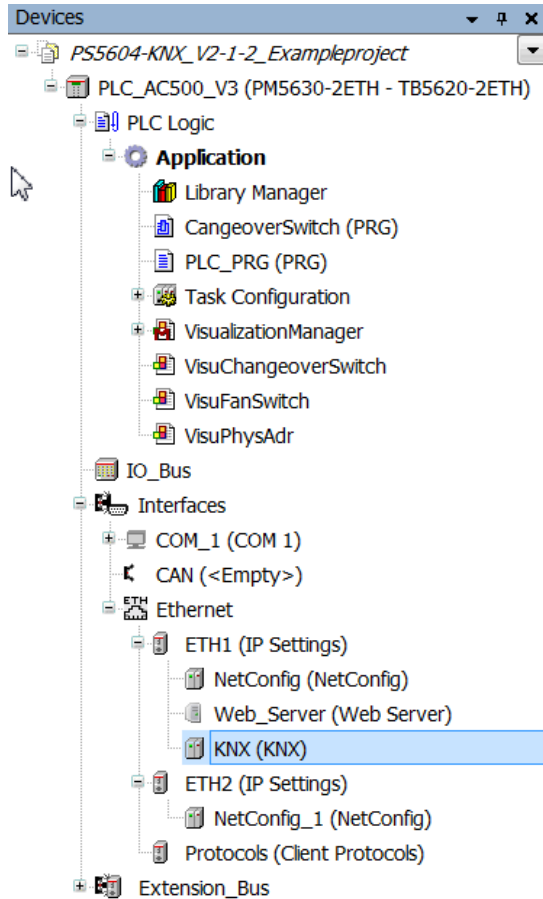 Devices
PS5604-KNX_V2-1-2_Exampleproject
PLC_AC500_V3 (PM5630-2ETH - TB5620-2ETH)
PLC Logic
Application
Library Manager
CangeoverSwitch (PRG)
PLC_PRG (PRG)
Task Configuration
VisualizationManager
VisuChangeoverSwitch
VisuFanSwitch
VisuPhysAdr
IO_Bus
Interfaces
COM_1 (COM 1)
CAN (<Empty>)
ETH Ethernet
ETH1 (IP Settings)
NetConfig (NetConfig)
Web_Server (Web Server)
KNX (KNX)
ETH2 (IP Settings)
NetConfig_1 (NetConfig)
Protocols (Client Protocols)
Extension_Bus